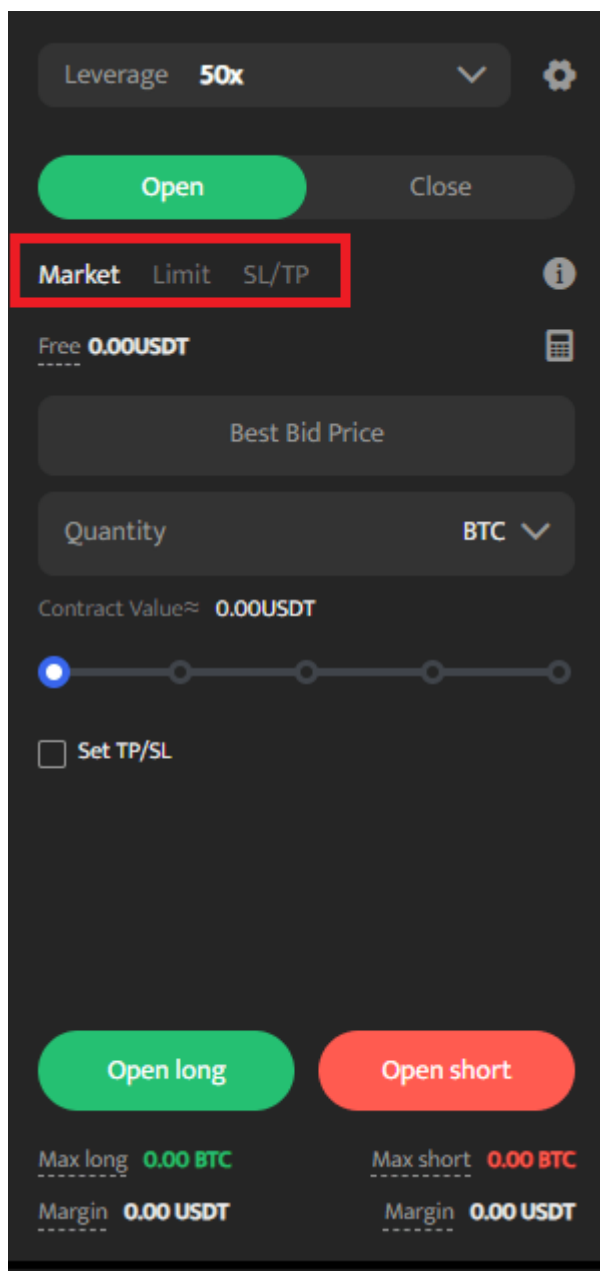 Leverage 50x
Open Close
Market Limit SL/TP
Free 0.00USDT
Best Bid Price
Quantity BTC
Contract Value≈ 0.00USDT
Set TP/SL
Open long Open short
Max long 0.00 BTC Max short 0.00 BTC
Margin 0.00 USDT Margin 0.00 USDT